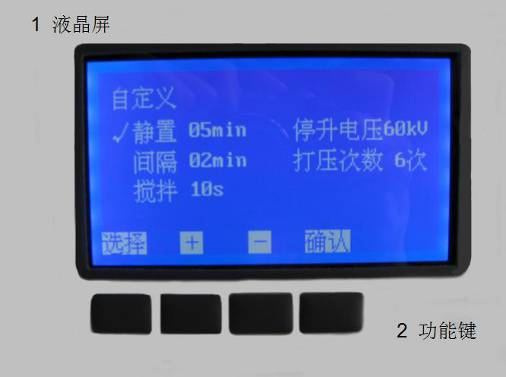 1 液晶屏
自定义
✓静置 05min 停升电压60kV
间隔 02min 打压次数 6次
搅拌 10s
选择 + - 确认
2 功能键